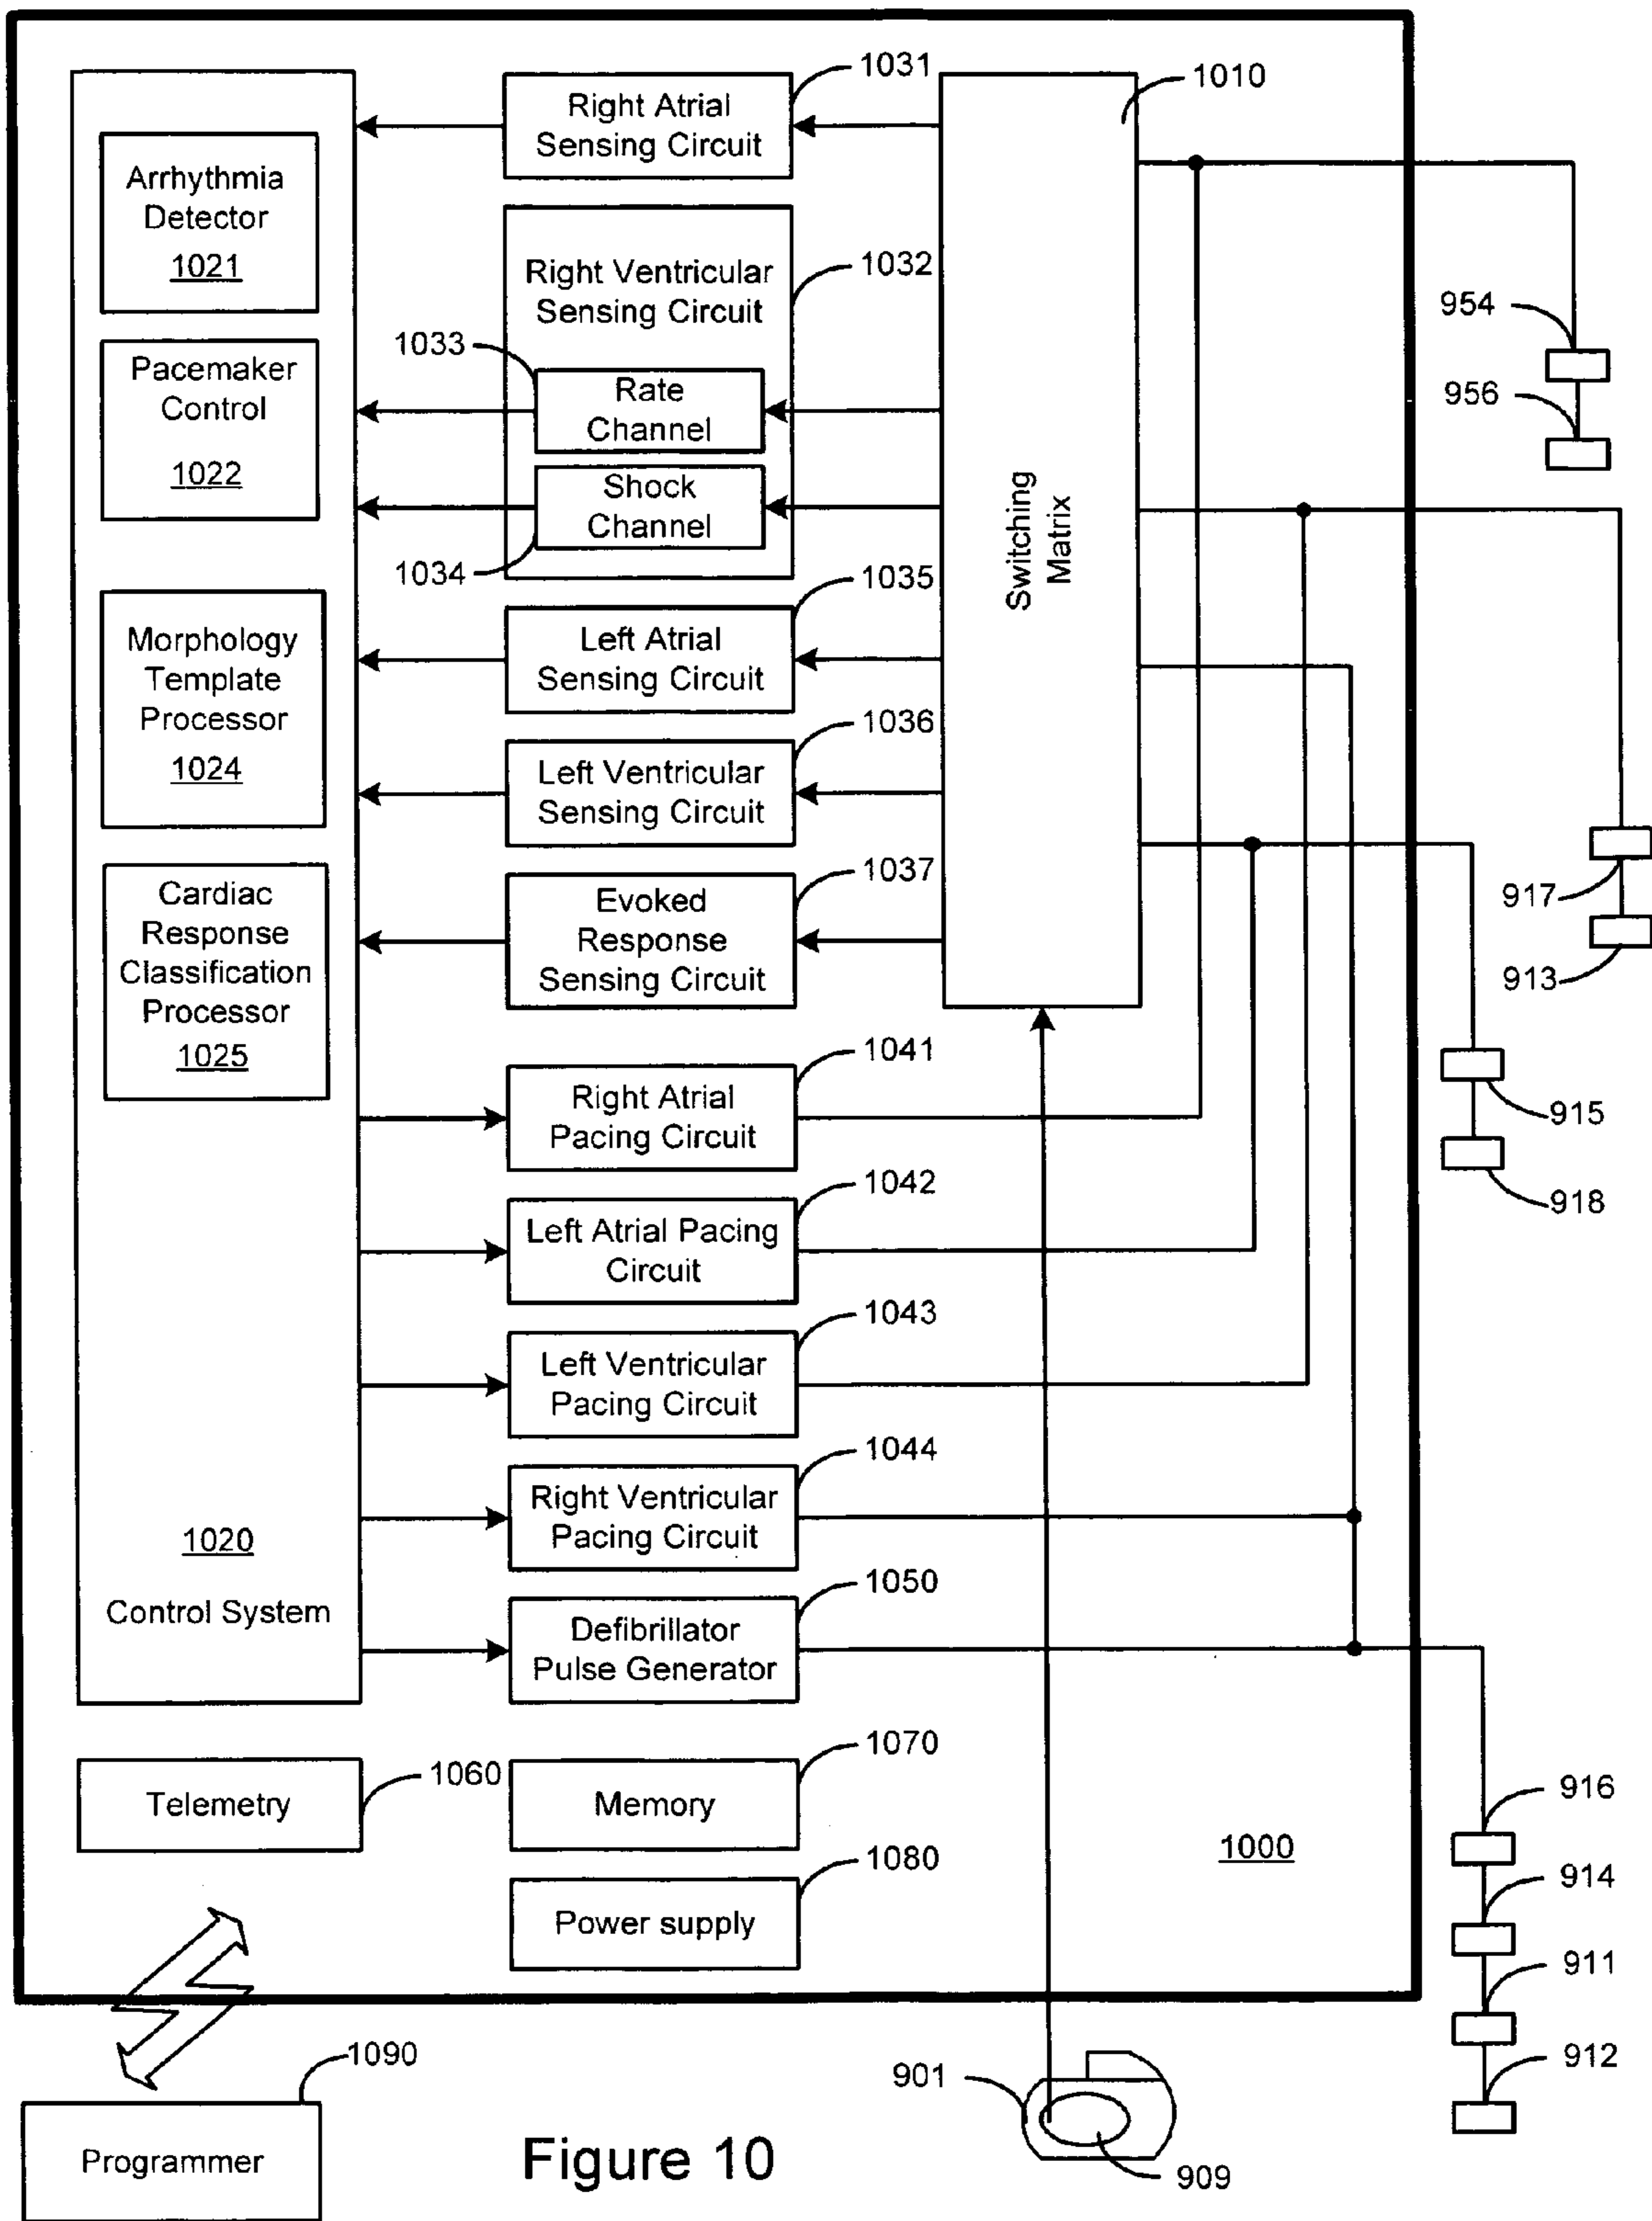 1031
Right Atrial
Sensing Circuit
1010
Arrhythmia
Detector
1021
Right Ventricular
Sensing Circuit
1032
1033
Rate
Channel
Shock
Channel
1034
Pacemaker
Control
1022
Switching
Matrix
954
956
Morphology
Template
Processor
1024
1035
Left Atrial
Sensing Circuit
1036
Left Ventricular
Sensing Circuit
Cardiac
Response
Classification
Processor
1025
1037
Evoked
Response
Sensing Circuit
917
913
915
918
1041
Right Atrial
Pacing Circuit
1042
Left Atrial Pacing
Circuit
1043
Left Ventricular
Pacing Circuit
1044
Right Ventricular
Pacing Circuit
1020
Control System
1050
Defibrillator
Pulse Generator
Telemetry
1060
1070
Memory
1080
Power supply
1000
916
914
911
912
1090
Programmer
901
909
Figure 10